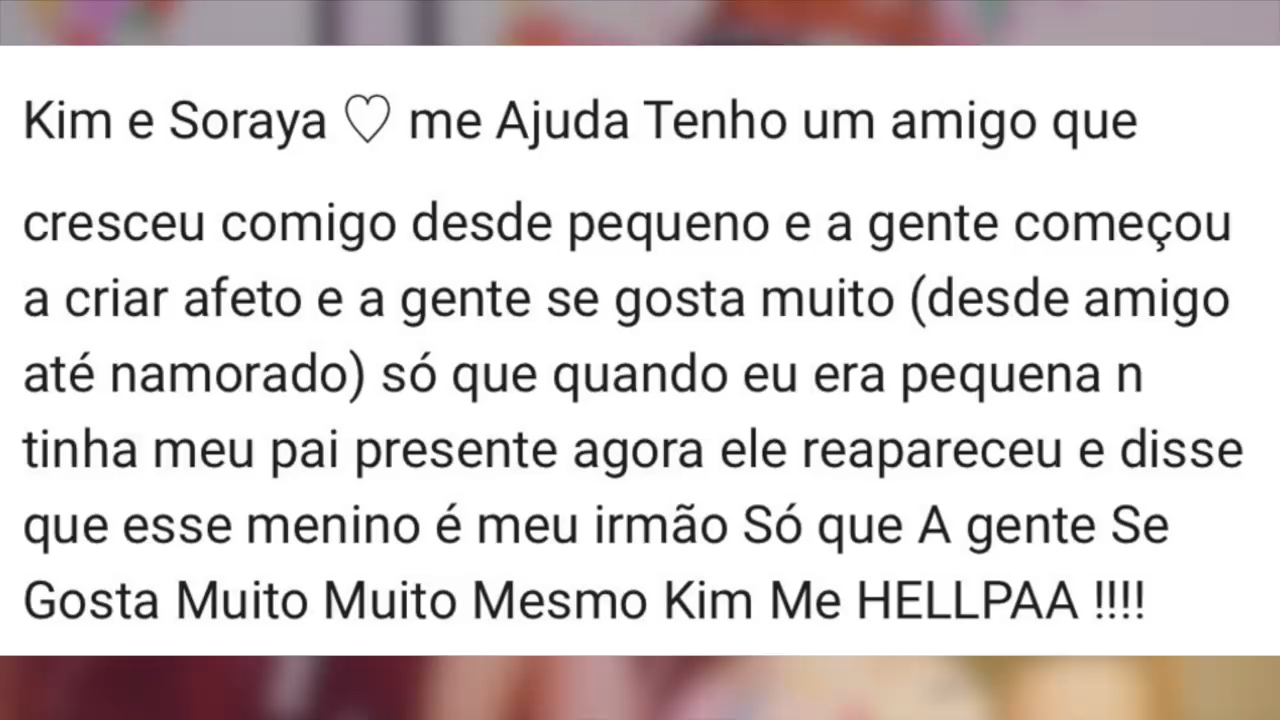 Kim e Soraya ♡ me Ajuda Tenho um amigo que
cresceu comigo desde pequeno e a gente começou
a criar afeto e a gente se gosta muito (desde amigo
até namorado) só que quando eu era pequena n
tinha meu pai presente agora ele reapareceu e disse
que esse menino é meu irmão Só que A gente Se
Gosta Muito Muito Mesmo Kim Me HELLPAA !!!!